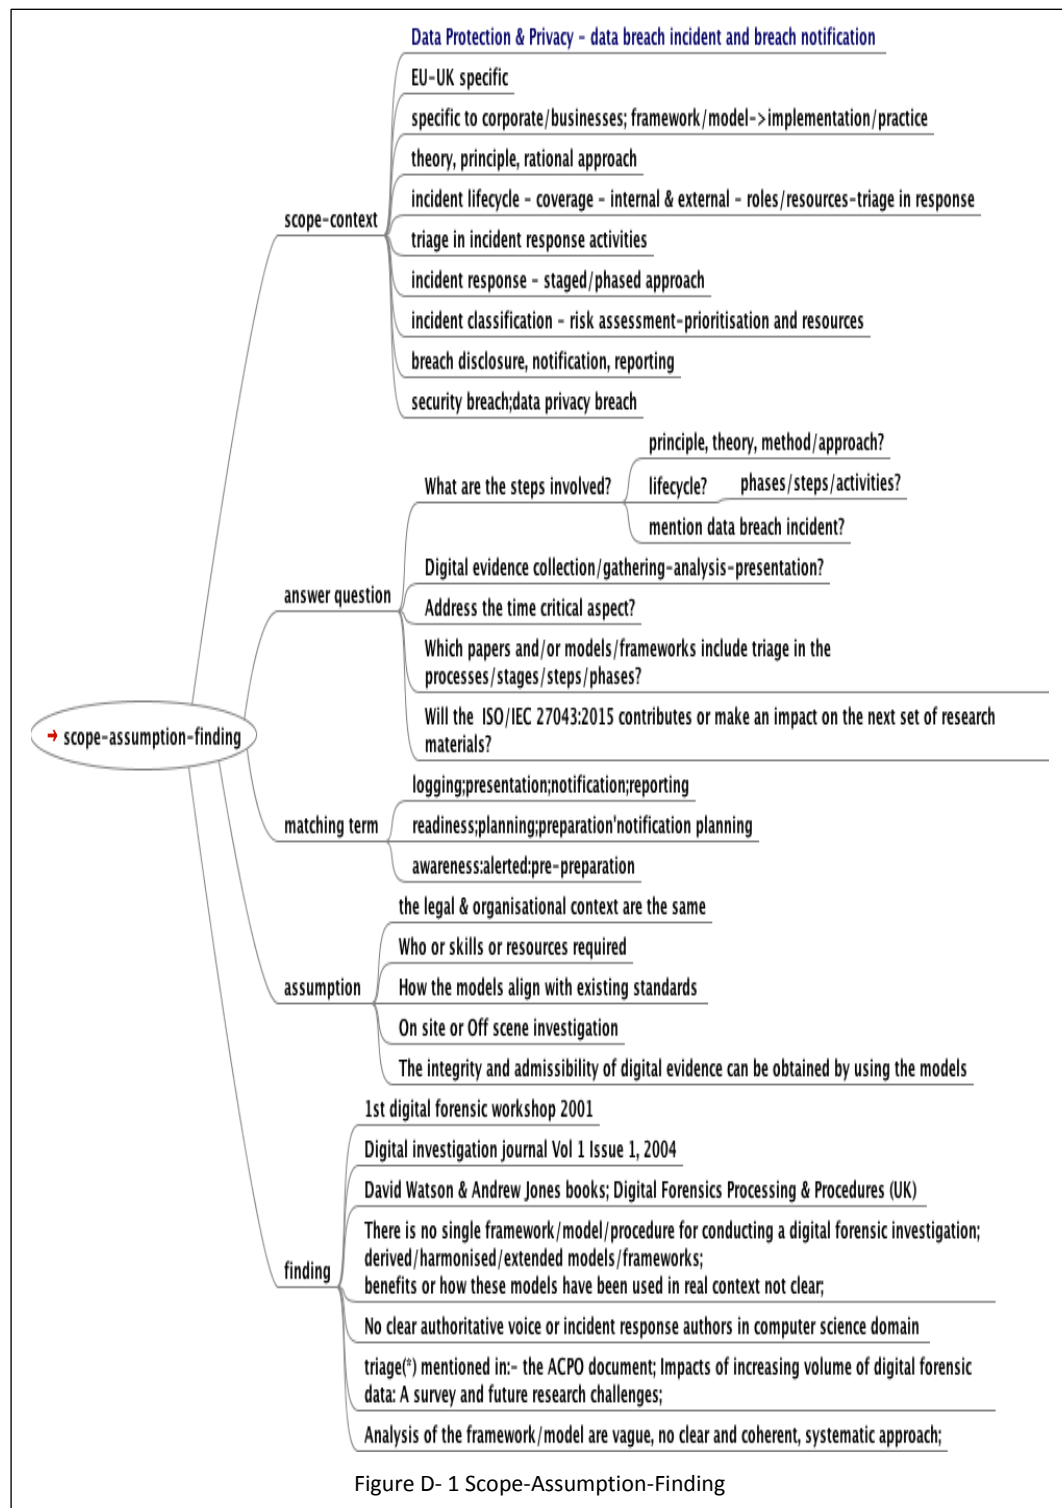 Data Protection & Privacy - data breach incident and breach notification
EU-UK specific
specific to corporate/businesses; framework/model->implementation/practice
theory, principle, rational approach
incident lifecycle - coverage - internal & external - roles/resources-triage in response
scope-context
triage in incident response activities
incident response - staged/phased approach
incident classification - risk assessment-prioritisation and resources
breach disclosure, notification, reporting
security breach;data privacy breach
principle, theory, method/approach?
What are the steps involved?
lifecycle?
phases/steps/activities?
mention data breach incident?
Digital evidence collection/gathering-analysis-presentation?
answer question
Address the time critical aspect?
Which papers and/or models/frameworks include triage in the
processes/stages/steps/phases?
Will the  ISO/IEC 27043:2015 contributes or make an impact on the next set of research
materials?
scope-assumption-finding
logging;presentation;notification;reporting
matching term
readiness;planning;preparation'notification planning
awareness:alerted:pre-preparation
the legal & organisational context are the same
Who or skills or resources required
assumption
How the models align with existing standards
On site or Off scene investigation
The integrity and admissibility of digital evidence can be obtained by using the models
1st digital forensic workshop 2001
Digital investigation journal Vol 1 Issue 1, 2004
David Watson & Andrew Jones books; Digital Forensics Processing & Procedures (UK)
There is no single framework/model/procedure for conducting a digital forensic investigation;
derived/harmonised/extended models/frameworks;
benefits or how these models have been used in real context not clear;
finding
No clear authoritative voice or incident response authors in computer science domain
triage(*) mentioned in:- the ACPO document; Impacts of increasing volume of digital forensic
data: A survey and future research challenges;
Analysis of the framework/model are vague, no clear and coherent, systematic approach;
Figure D- 1 Scope-Assumption-Finding